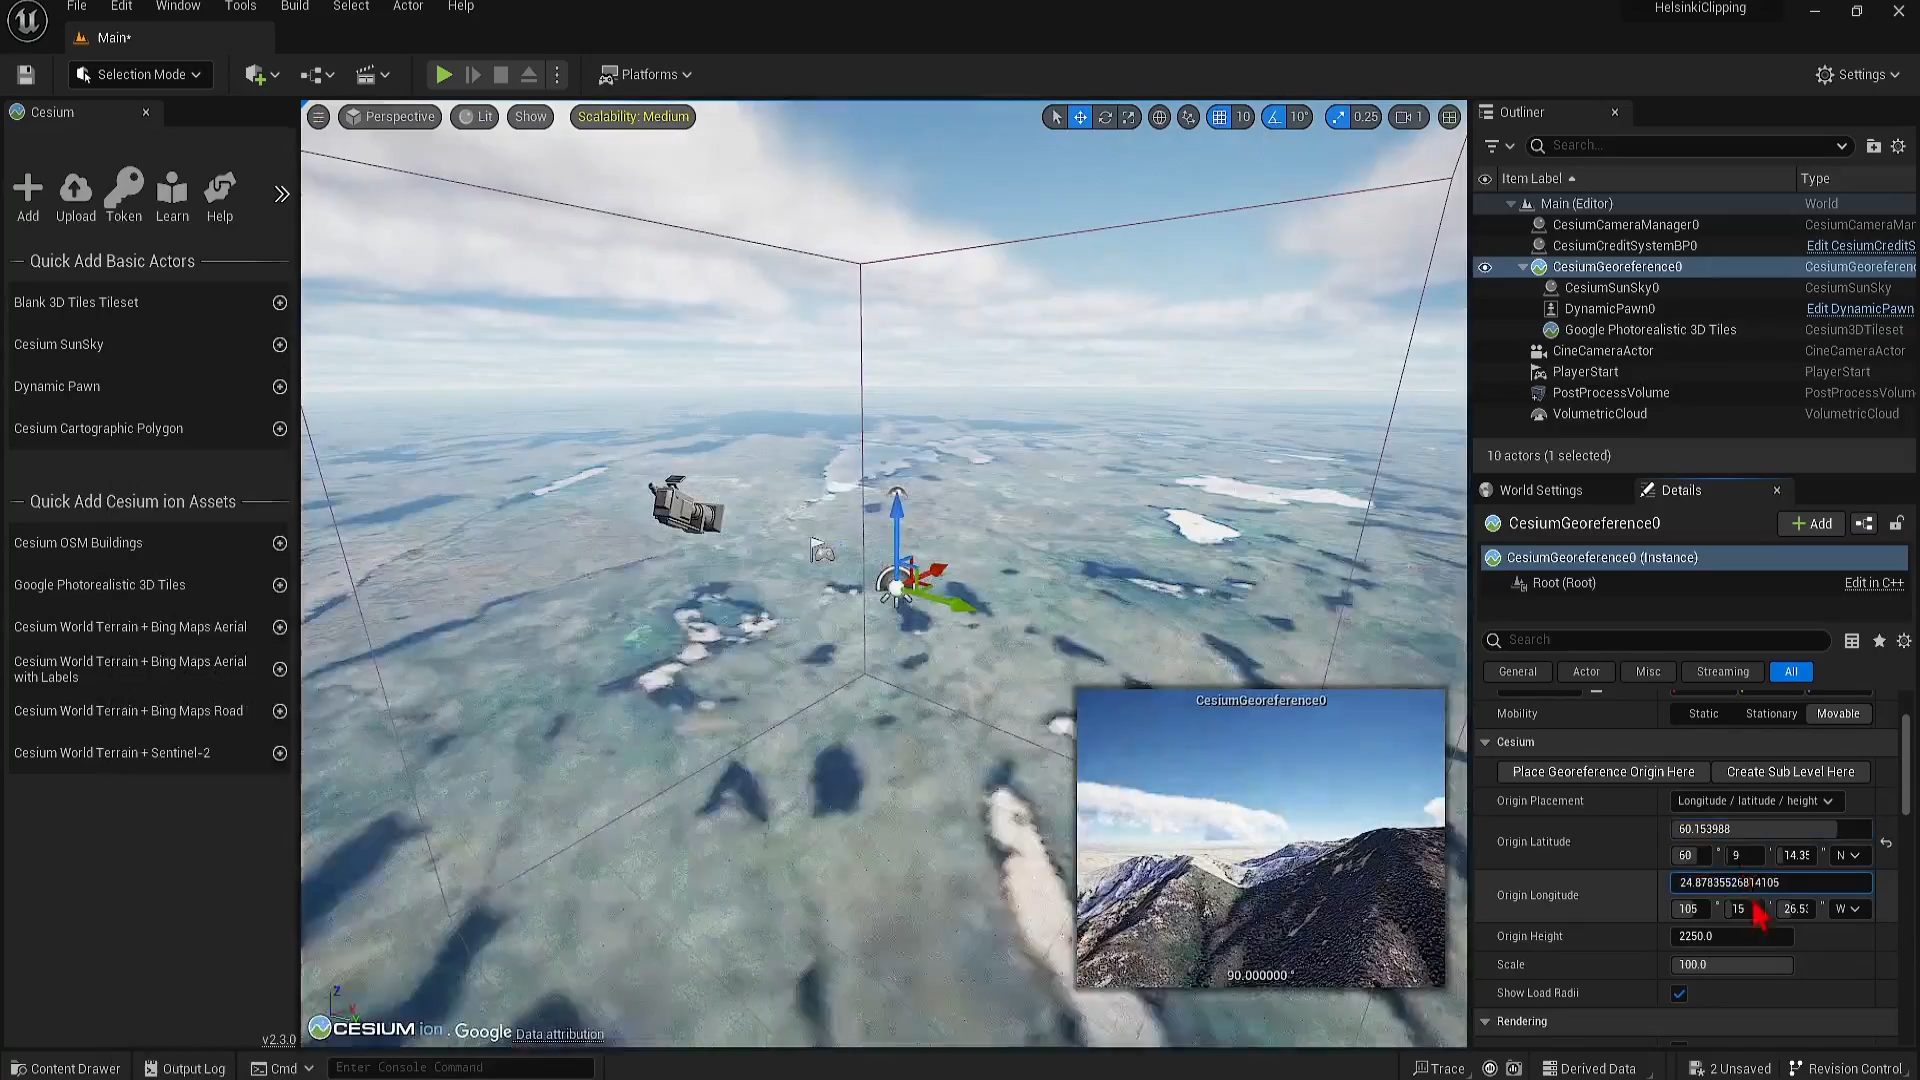 File Edit Window Tools Build Select Actor Help
HelsinkiClipping
Main*
Selection Mode
Platforms
Settings
Cesium
Perspective
Lit
Show
Scalability: Medium
10
10°
0.25
1
Outliner
Search...
Item Label
Type
Add
Upload
Token
Learn
Help
Main (Editor) World
CesiumCameraManager0 CesiumCameraMan
CesiumCreditSystemBP0 Edit CesiumCreditS
CesiumGeoreference0 CesiumGeoreferenc
CesiumSunSky0 CesiumSunSky
DynamicPawn0 Edit DynamicPawn
Google Photorealistic 3D Tiles Cesium3DTileset
CineCameraActor CineCameraActor
PlayerStart PlayerStart
PostProcessVolume PostProcessVolum
VolumetricCloud VolumetricCloud
10 actors (1 selected)
Quick Add Basic Actors
Blank 3D Tiles Tileset
Cesium SunSky
Dynamic Pawn
Cesium Cartographic Polygon
Quick Add Cesium ion Assets
Cesium OSM Buildings
Google Photorealistic 3D Tiles
Cesium World Terrain + Bing Maps Aerial
Cesium World Terrain + Bing Maps Aerial
with Labels
Cesium World Terrain + Bing Maps Road
Cesium World Terrain + Sentinel-2
v2.3.0
World Settings
Details
CesiumGeoreference0
Add
CesiumGeoreference0 (Instance)
Root (Root)
Edit in C++
Search
General
Actor
Misc
Streaming
All
Mobility
Static
Stationary
Movable
Cesium
Place Georeference Origin Here
Create Sub Level Here
Origin Placement
Longitude / latitude / height
Origin Latitude
60.153988
60 ° 9 ' 14.35 " N
Origin Longitude
24.87835526814105
105 ° 15 ' 26.53 " W
Origin Height
2250.0
Scale
100.0
Show Load Radii
Rendering
CesiumGeoreference0
90.000000 °
Z
CESIUM ion . Google Data attribution
Content Drawer
Output Log
Cmd
Enter Console Command
Trace
Derived Data
2 Unsaved
Revision Control